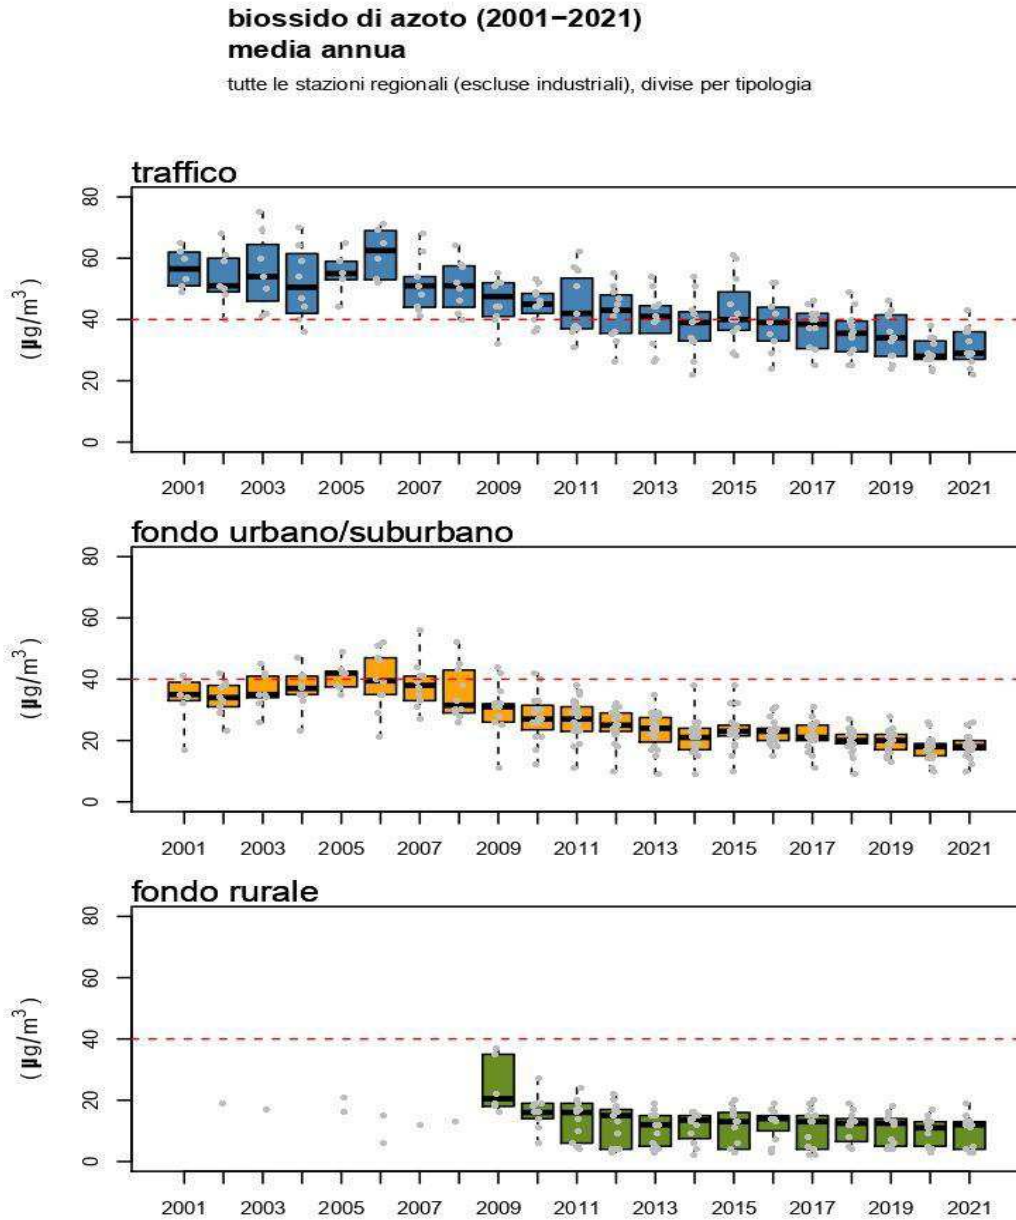 biossido di azoto (2001−2021)
media annua
tutte le stazioni regionali (escluse industriali), divise per tipologia
traffico
80
60
40
20
0
(µg/m³)
2001 2003 2005 2007 2009 2011 2013 2015 2017 2019 2021
fondo urbano/suburbano
80
60
40
20
0
(µg/m³)
2001 2003 2005 2007 2009 2011 2013 2015 2017 2019 2021
fondo rurale
80
60
40
20
0
(µg/m³)
2001 2003 2005 2007 2009 2011 2013 2015 2017 2019 2021